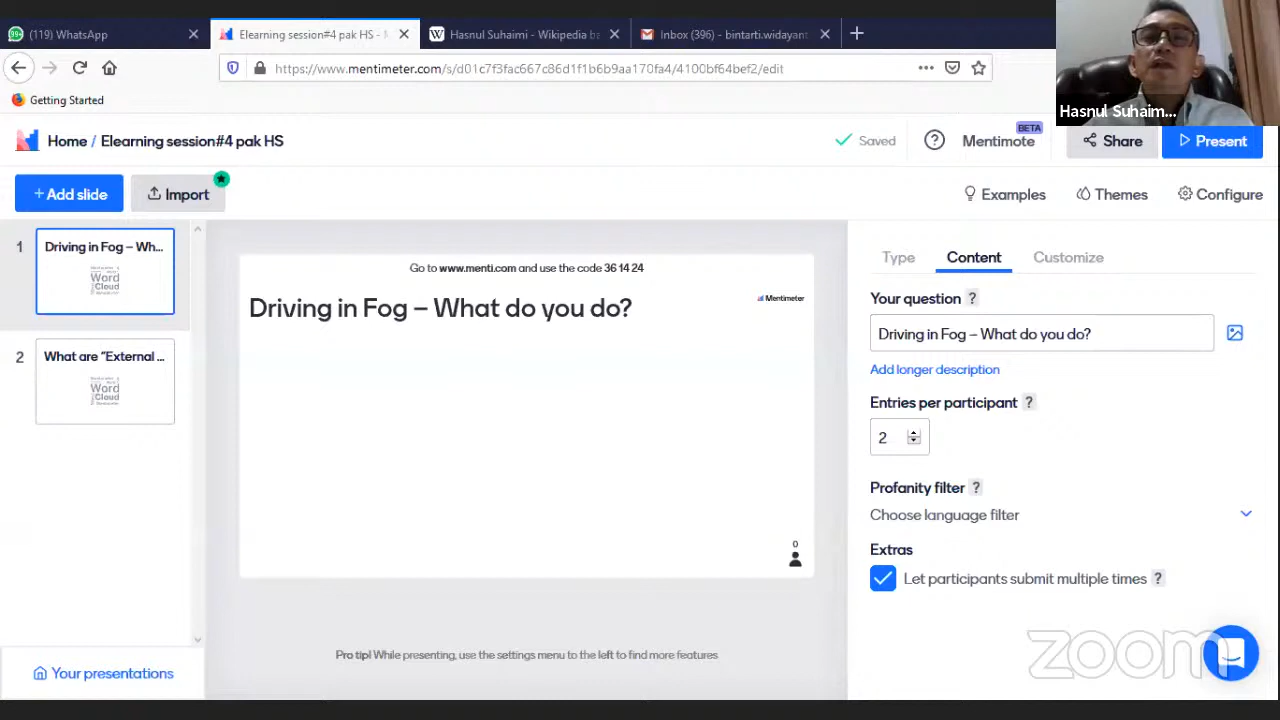 (119) WhatsApp
Elearning session#4 pak HS -
Hasnul Suhaimi - Wikipedia ba
Inbox (396) - bintarti.widayant
https://www.mentimeter.com/s/d01c7f3fac667c86d1f1b6b9aa170fa4/4100bf64bef2/edit
Getting Started
Hasnul Suhaim...
Home / Elearning session#4 pak HS
Saved
Mentimote
BETA
Share
Present
+ Add slide
Import
Examples
Themes
Configure
1
Driving in Fog – Wh...
Word
Cloud
2
What are "External ...
Word
Cloud
Go to www.menti.com and use the code 36 14 24
Driving in Fog – What do you do?
Mentimeter
0
Pro tip! While presenting, use the settings menu to the left to find more features
Your presentations
Type
Content
Customize
Your question ?
Driving in Fog – What do you do?
Add longer description
Entries per participant ?
2
Profanity filter ?
Choose language filter
Extras
Let participants submit multiple times ?
zoom